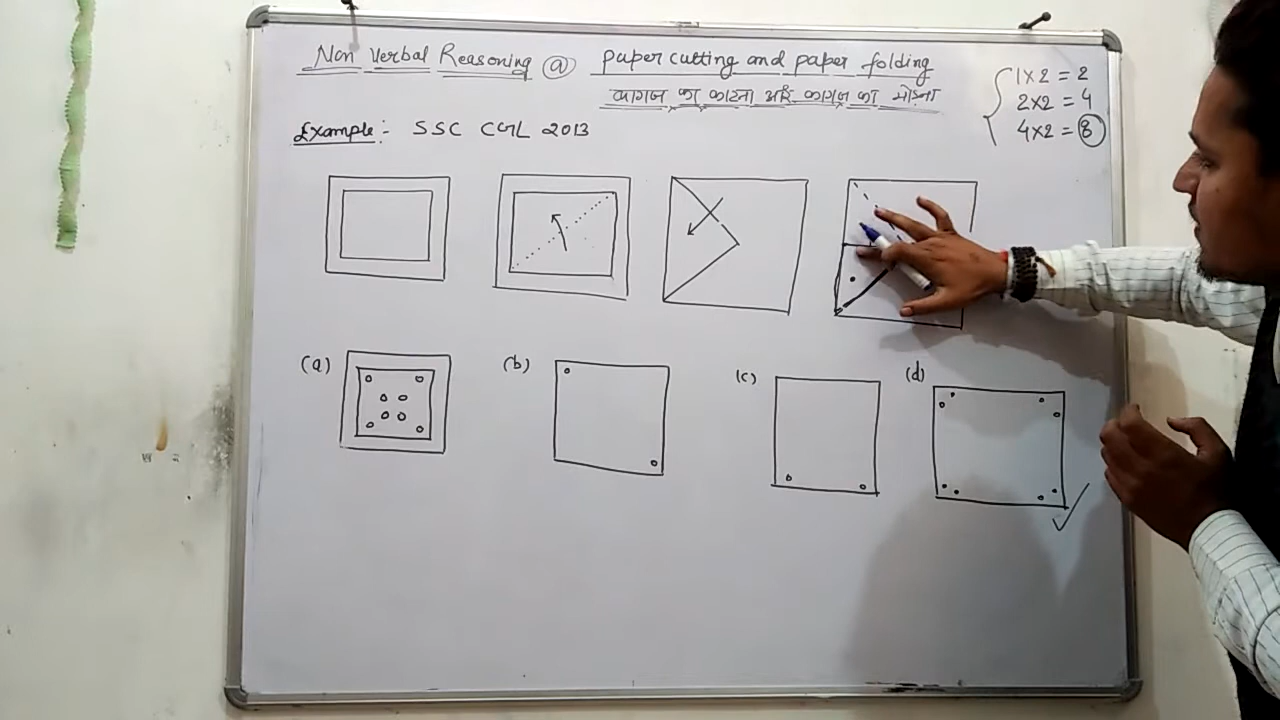 Non Verbal Reasoning @ paper cutting and paper folding
कागज का काटना और कागज का मोड़ना
Example:- SSC CGL 2013
1x2 = 2
2x2 = 4
4x2 = 8
(a) (b) (c) (d)